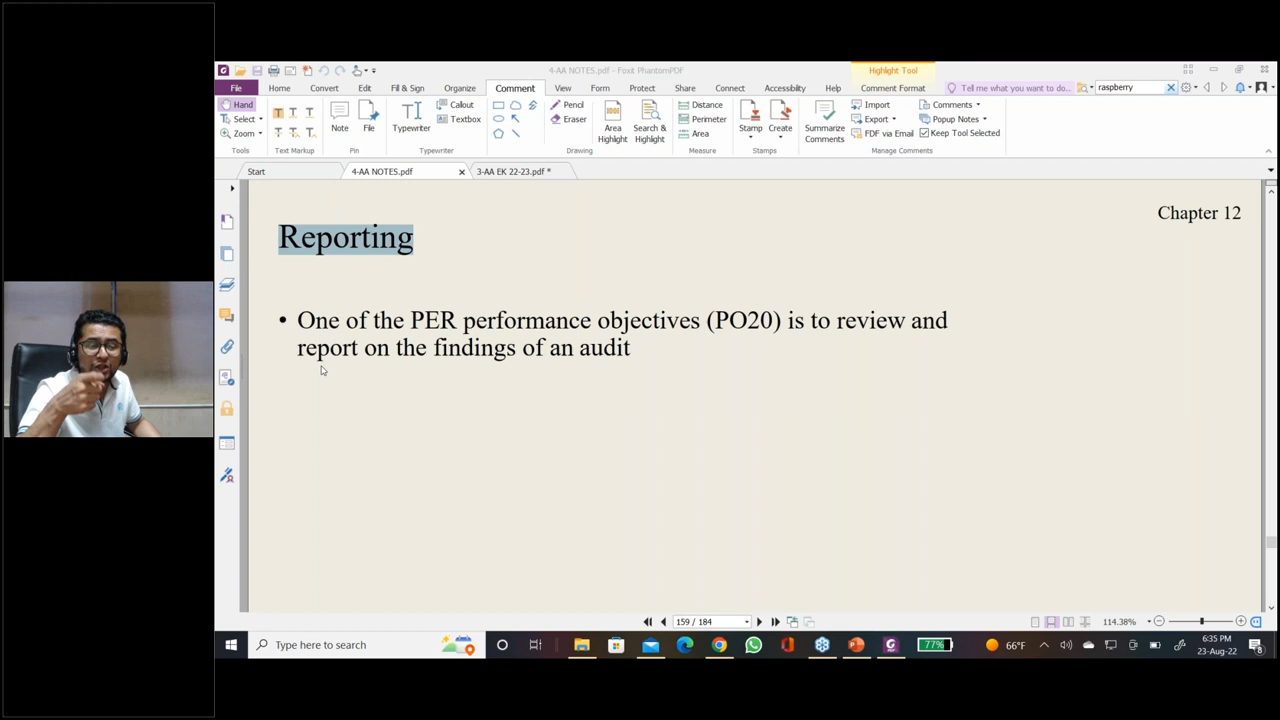 4-AA NOTES.pdf - Foxit PhantomPDF
Highlight Tool
File Home Convert Edit Fill & Sign Organize Comment View Form Protect Share Connect Accessibility Help Comment Format Tell me what you want to do.. raspberry
Hand
Select
Zoom
Tools
T T T
Text Markup
Note
File
Pin
Typewriter
Callout
Textbox
Typewriter
Pencil
Eraser
Drawing
Area Highlight
Search & Highlight
Distance
Perimeter
Area
Measure
Stamp
Create
Stamps
Summarize Comments
Import
Export
FDF via Email
Comments
Popup Notes
Keep Tool Selected
Manage Comments
Start
4-AA NOTES.pdf
3-AA EK 22-23.pdf *
Chapter 12
Reporting
• One of the PER performance objectives (PO20) is to review and
report on the findings of an audit
159 / 184
114.38%
Type here to search
77%
66°F
6:35 PM
23-Aug-22